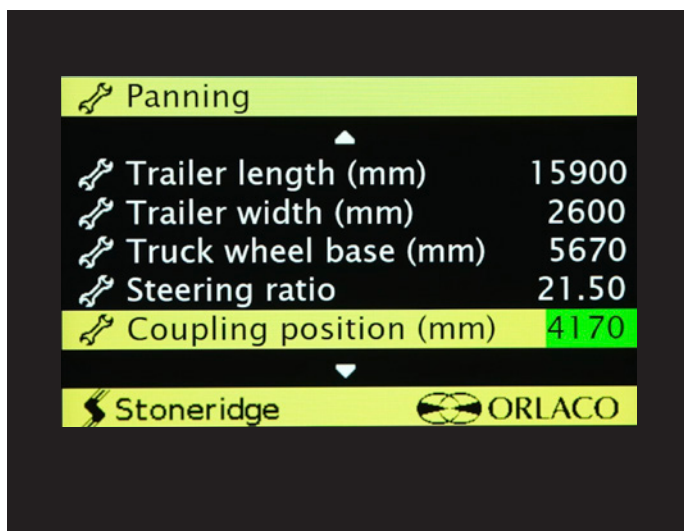 Panning
Trailer length (mm) 15900
Trailer width (mm) 2600
Truck wheel base (mm) 5670
Steering ratio 21.50
Coupling position (mm) 4170
Stoneridge ORLACO